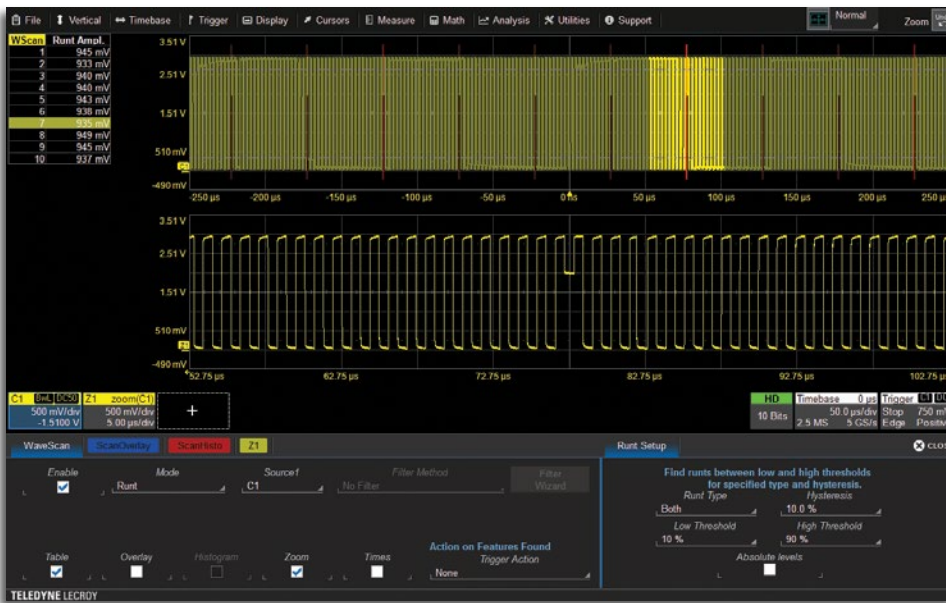 File Vertical Timebase Trigger Display Cursors Measure Math Analysis Utilities Support
Normal
Zoom
WScan Runt Ampl.
1 945 mV
2 933 mV
3 940 mV
4 940 mV
5 943 mV
6 938 mV
7 935 mV
8 949 mV
9 945 mV
10 937 mV
3.51 V
2.51 V
1.51 V
510 mV
C1
-490 mV
-250 µs -200 µs -150 µs -100 µs -50 µs 0 µs 50 µs 100 µs 150 µs 200 µs 250 µs
3.51 V
2.51 V
1.51 V
510 mV
Z1
-490 mV
52.75 µs 62.75 µs 72.75 µs 82.75 µs 92.75 µs 102.75 µs
C1 BwL DC50 Z1 zoom(C1)
500 mV/div 500 mV/div
-1.5100 V 5.00 µs/div
+
HD Timebase 0 µs Trigger C1 DC
10 Bits 50.0 µs/div Stop 750 mV
2.5 MS 5 GS/s Edge Positive
WaveScan ScanOverlay ScanHisto Z1
Runt Setup CLOSE
Enable Mode Source1 Filter Method Filter Wizard
Runt C1 No Filter
Find runts between low and high thresholds
for specified type and hysteresis.
Runt Type Hysteresis
Both 10.0 %
Low Threshold High Threshold
10 % 90 %
Absolute levels
Action on Features Found
Table Overlay Histogram Zoom Times Trigger Action
None
TELEDYNE LECROY